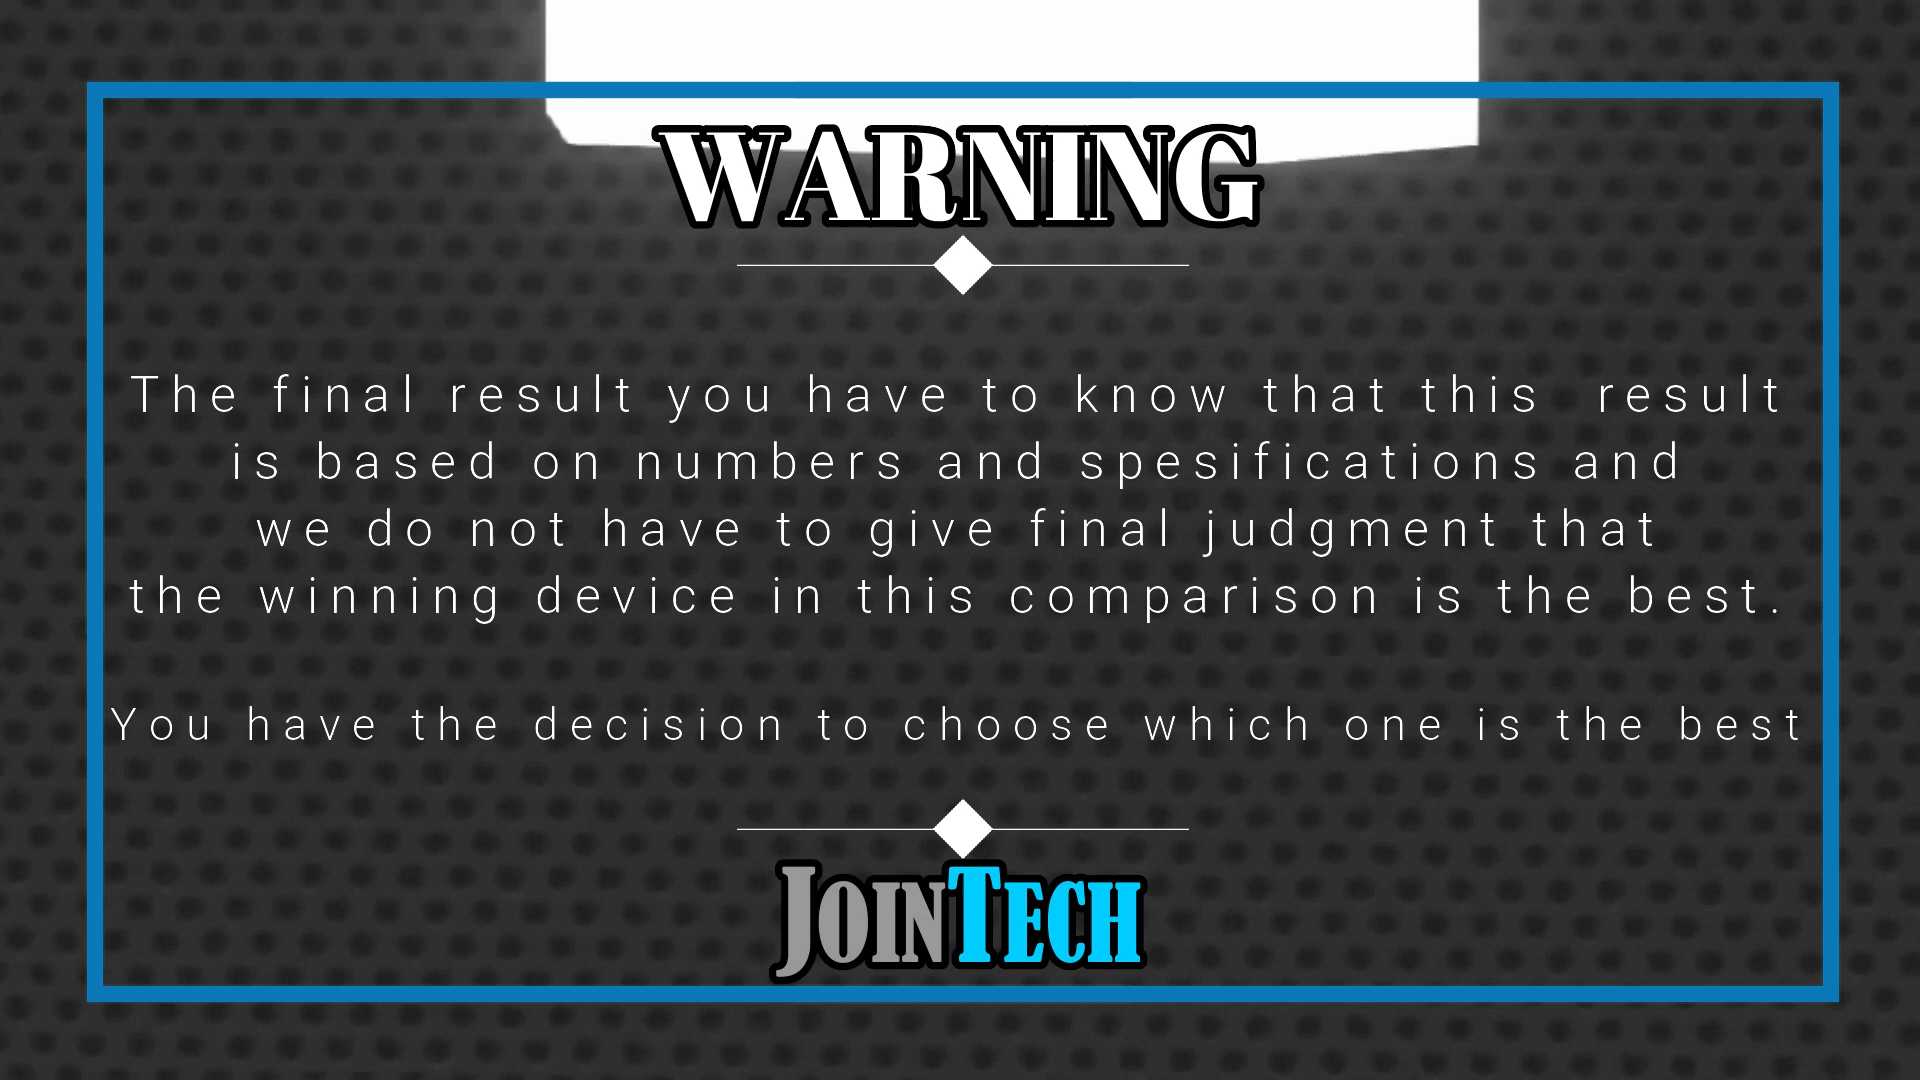 WARNING
The final result you have to know that this result
is based on numbers and spesifications and
we do not have to give final judgment that
the winning device in this comparison is the best.
You have the decision to choose which one is the best
JOINTECH